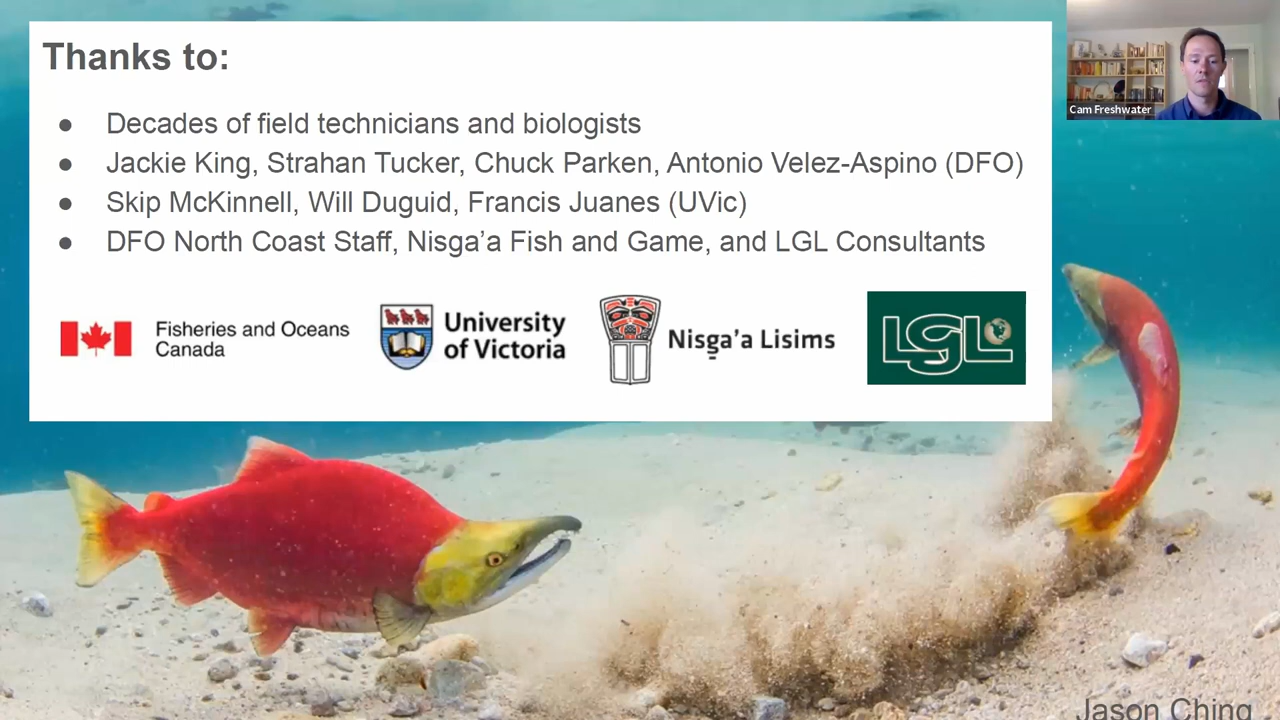 Thanks to:
● Decades of field technicians and biologists
● Jackie King, Strahan Tucker, Chuck Parken, Antonio Velez-Aspino (DFO)
● Skip McKinnell, Will Duguid, Francis Juanes (UVic)
● DFO North Coast Staff, Nisga’a Fish and Game, and LGL Consultants
Fisheries and Oceans
Canada
University
of Victoria
Nisg̱a’a Lisims
LGL
Cam Freshwater
Jason Ching